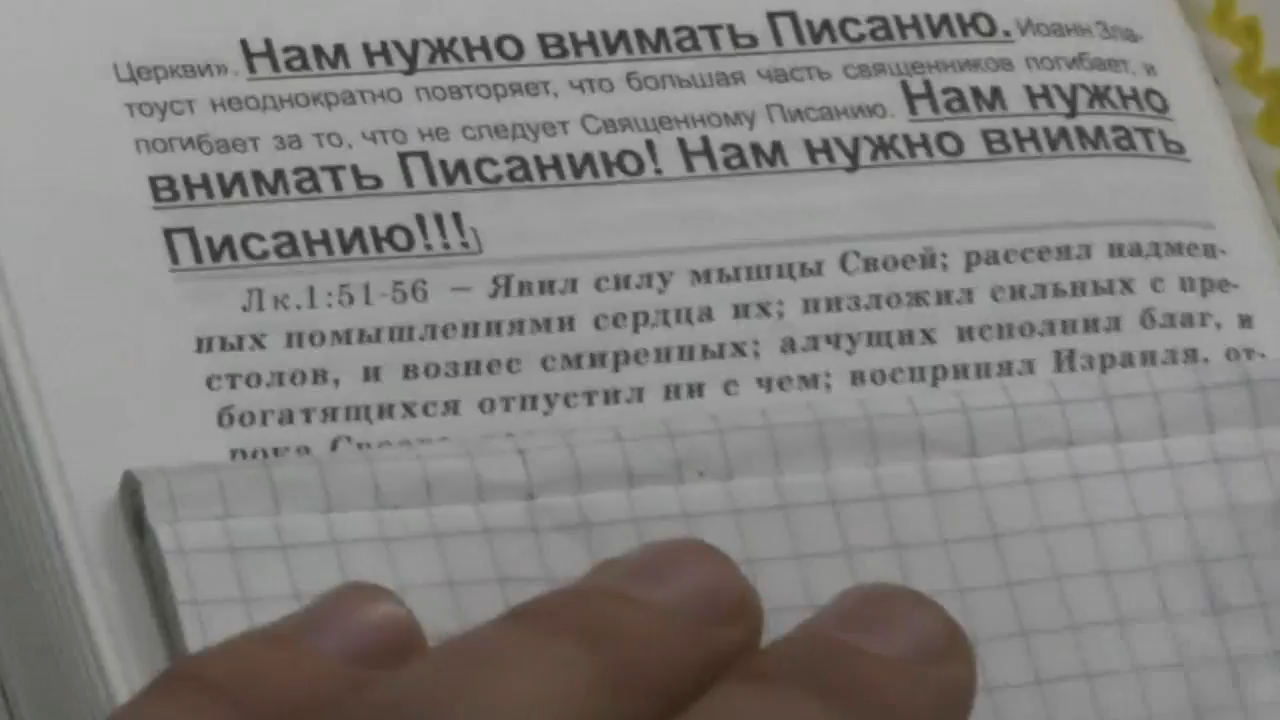 Церкви». Нам нужно внимать Писанию. Иоанн Зла-
тоуст неоднократно повторяет, что большая часть священников погибает, и
погибает за то, что не следует Священному Писанию. Нам нужно
внимать Писанию! Нам нужно внимать
Писанию!!!]
Лк.1:51-56 – Явил силу мышцы Своей; рассеял надмен-
ных помышлениями сердца их; низложил сильных с пре-
столов, и вознес смиренных; алчущих исполнил благ, и
богатящихся отпустил ни с чем; воспринял Израиля, от-